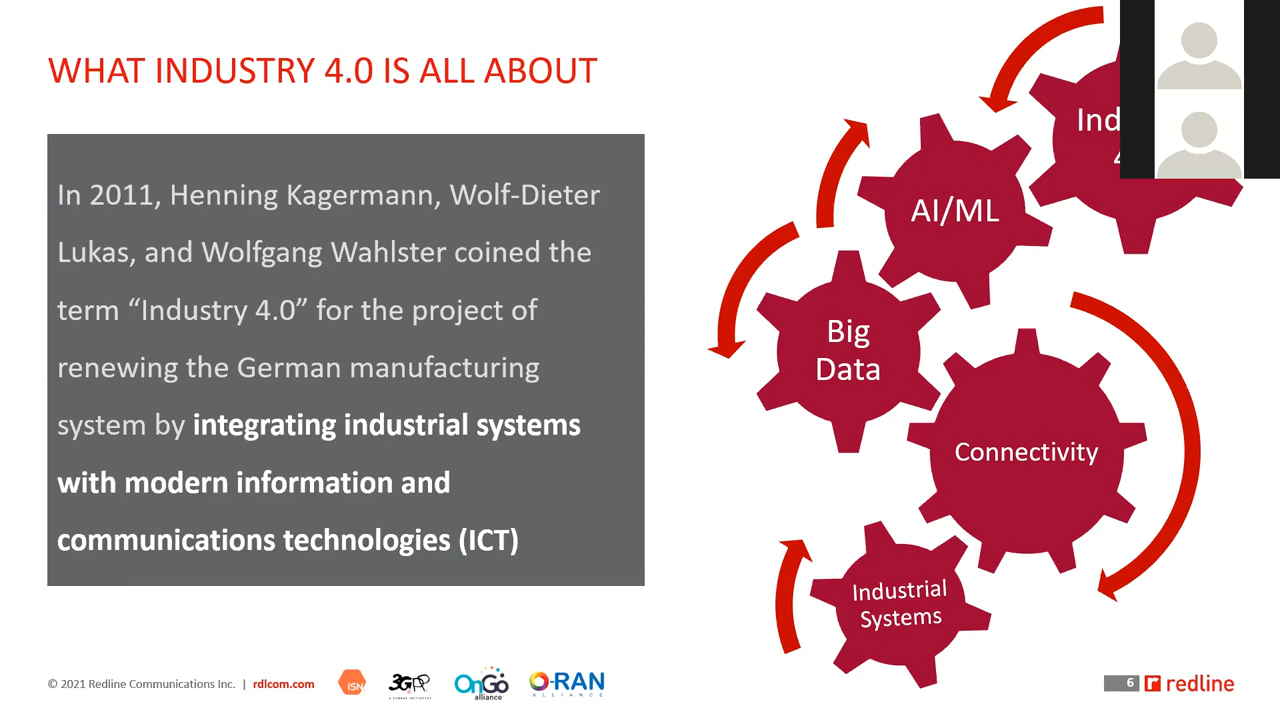 WHAT INDUSTRY 4.0 IS ALL ABOUT
In 2011, Henning Kagermann, Wolf-Dieter
Lukas, and Wolfgang Wahlster coined the
term “Industry 4.0” for the project of
renewing the German manufacturing
system by integrating industrial systems
with modern information and
communications technologies (ICT)
Ind
AI/ML
Big
Data
Connectivity
Industrial
Systems
© 2021 Redline Communications Inc. | rdlcom.com
ISN
3GPP
A GLOBAL INITIATIVE
OnGo
alliance
O-RAN
ALLIANCE
6
redline